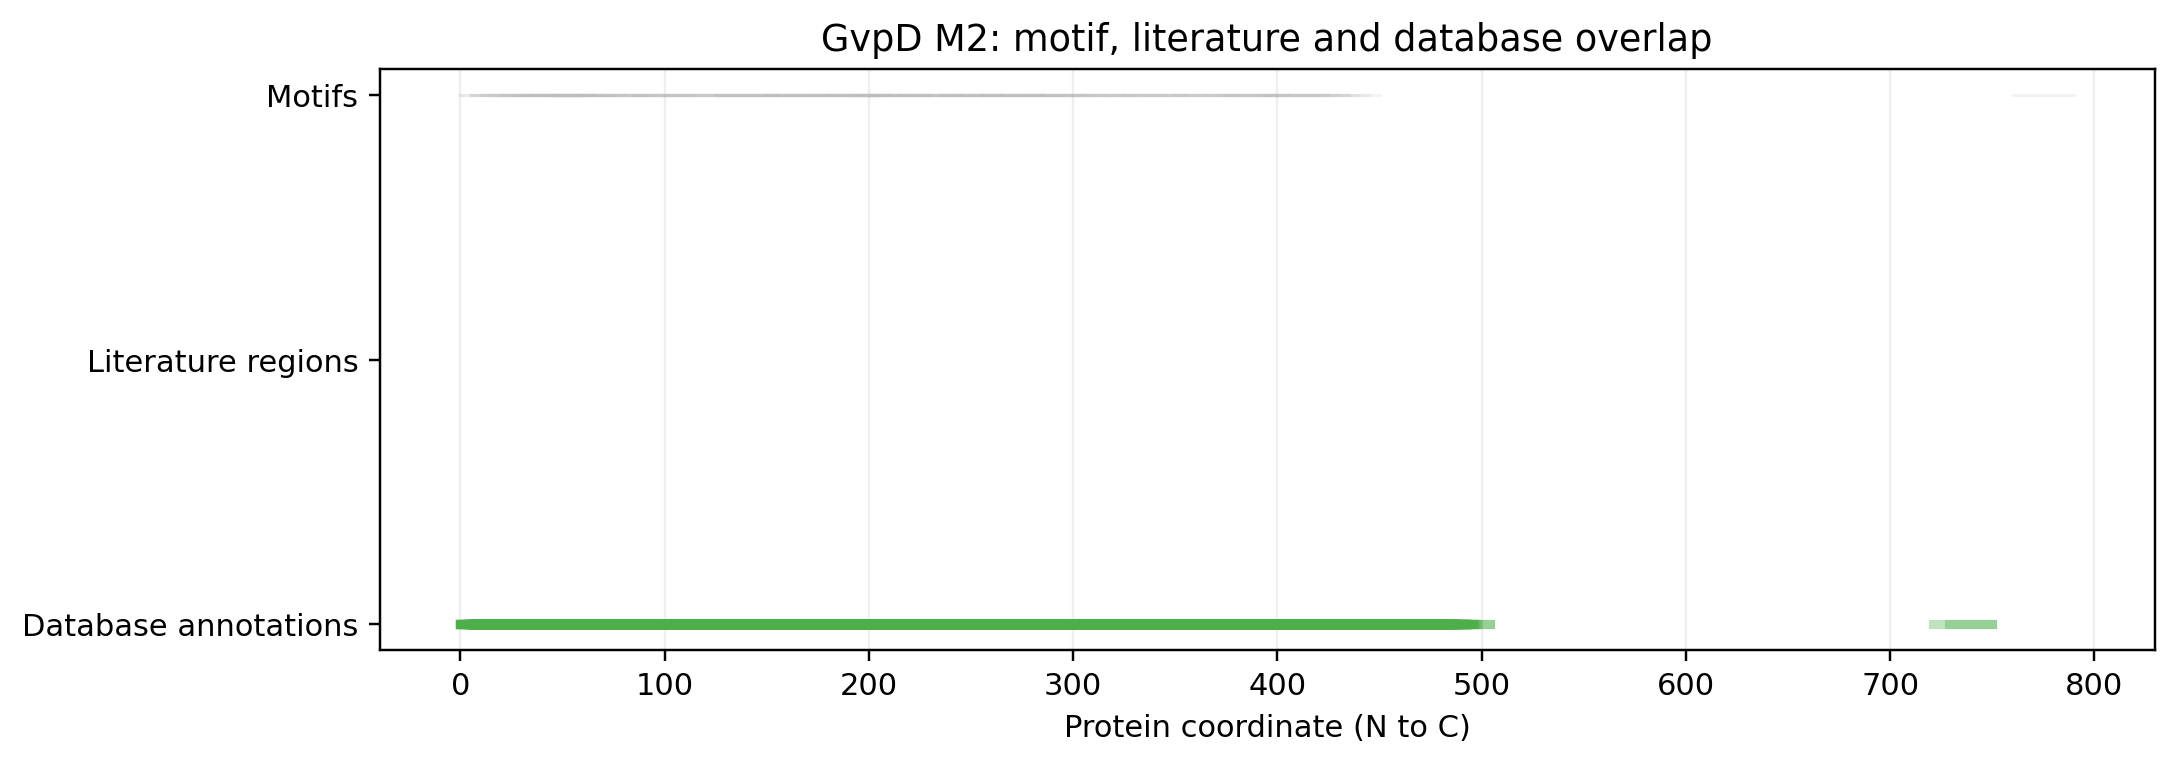 GvpD M2: motif, literature and database overlap
Motifs
Literature regions
Database annotations
0 100 200 300 400 500 600 700 800
Protein coordinate (N to C)